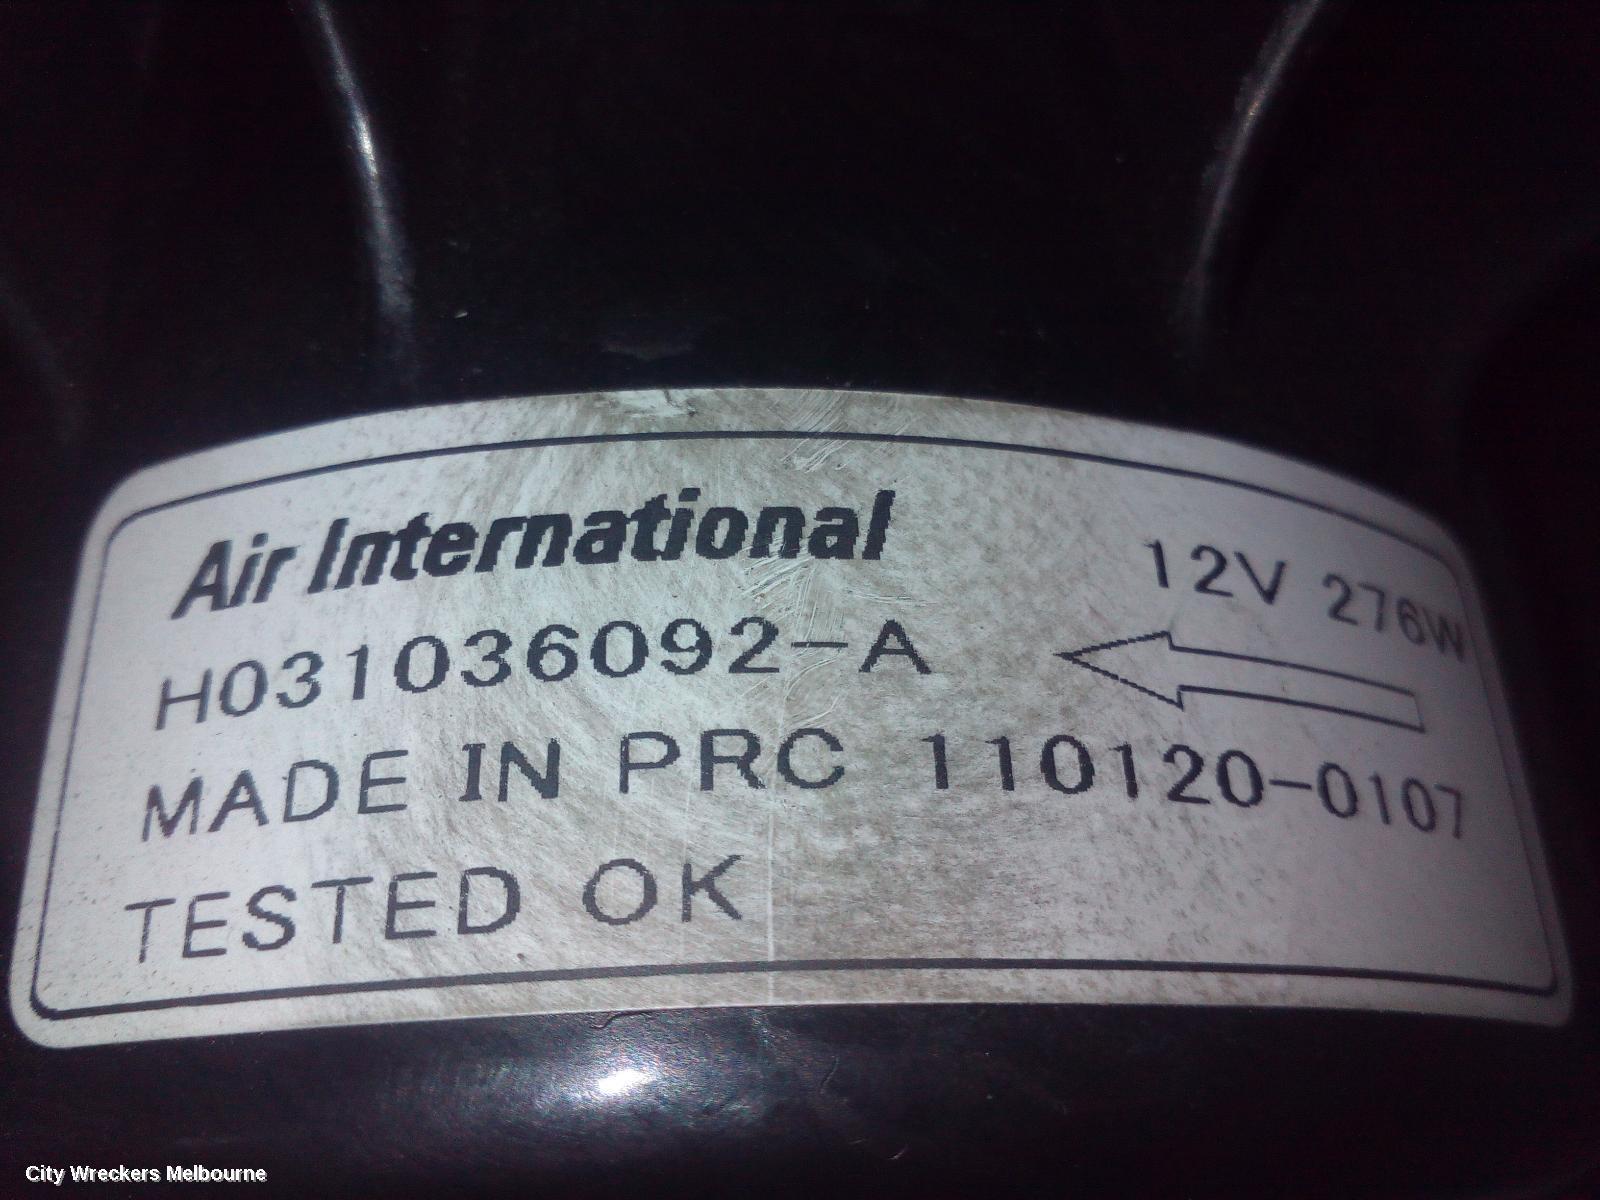 Air International
12V 276W
H031036092-A
MADE IN PRC 110120-0107
TESTED OK
City Wreckers Melbourne